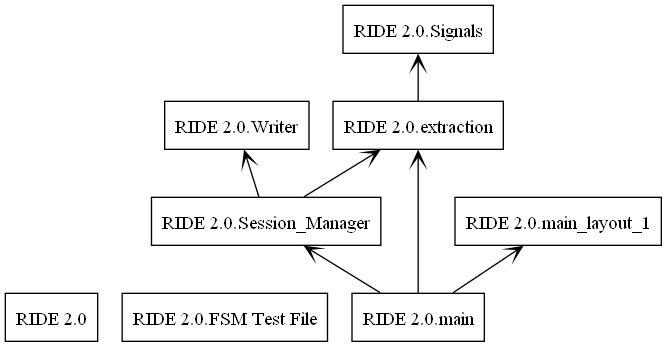 RIDE 2.0.Signals
RIDE 2.0.Writer
RIDE 2.0.extraction
RIDE 2.0.Session_Manager
RIDE 2.0.main_layout_1
RIDE 2.0
RIDE 2.0.FSM Test File
RIDE 2.0.main